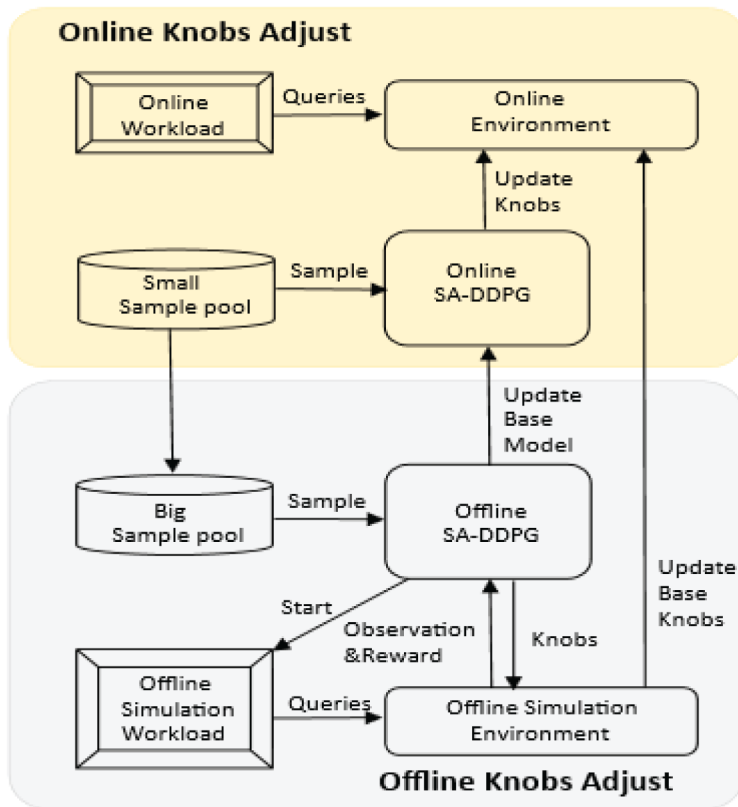 Online Knobs Adjust
Online
Workload
Queries
Online
Environment
Update
Knobs
Small
Sample pool
Sample
Online
SA-DDPG
Update
Base
Model
Big
Sample pool
Sample
Offline
SA-DDPG
Update
Base
Knobs
Start
Observation
&Reward
Knobs
Offline
Simulation
Workload
Queries
Offline Simulation
Environment
Offline Knobs Adjust